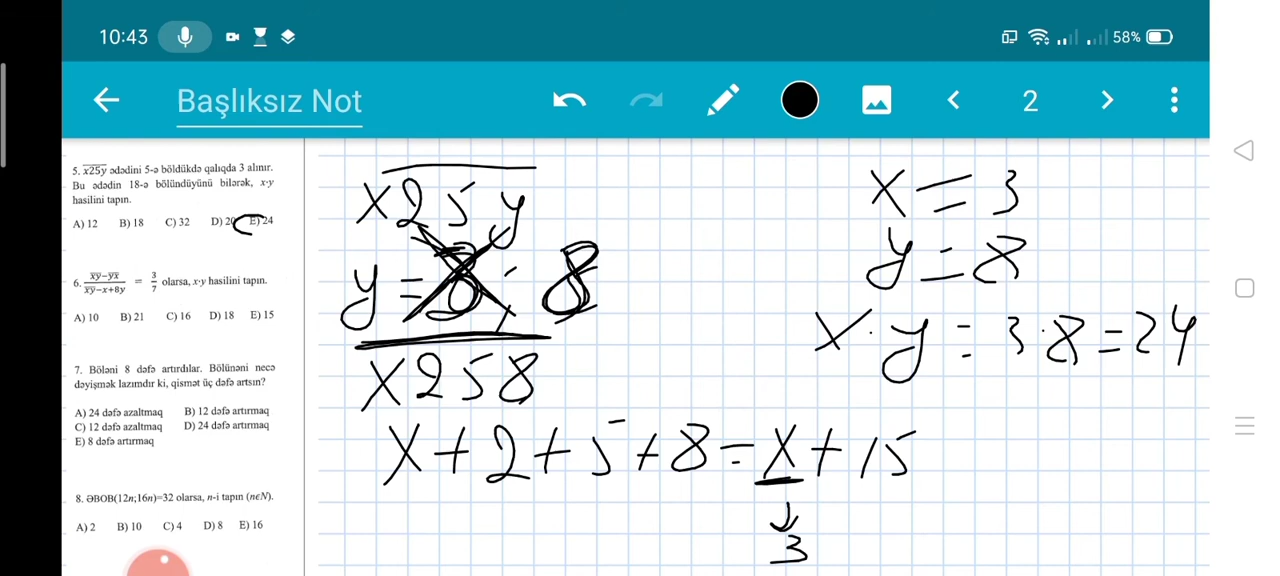 10:43
58%
Başlıksız Not
2
5. x25y ədədini 5-ə böldükdə qalıqda 3 alınır.
Bu ədədin 18-ə bölündüyünü bilərək, x·y
hasilini tapın.
A) 12 B) 18 C) 32 D) 20 E) 24
6. xy−yx / xy−x+8y = 3/7 olarsa, x·y hasilini tapın.
A) 10 B) 21 C) 16 D) 18 E) 15
7. Böləni 8 dəfə artırdılar. Bölünəni necə
dəyişmək lazımdır ki, qismət üç dəfə artsın?
A) 24 dəfə azaltmaq B) 12 dəfə artırmaq
C) 12 dəfə azaltmaq D) 24 dəfə artırmaq
E) 8 dəfə artırmaq
8. ƏBOB(12n;16n)=32 olarsa, n-i tapın (nϵN).
A) 2 B) 10 C) 4 D) 8 E) 16
x25y
y = 3; 8
x258
x+2+5+8=x+15
3
x = 3
y = 8
x·y = 3·8=24